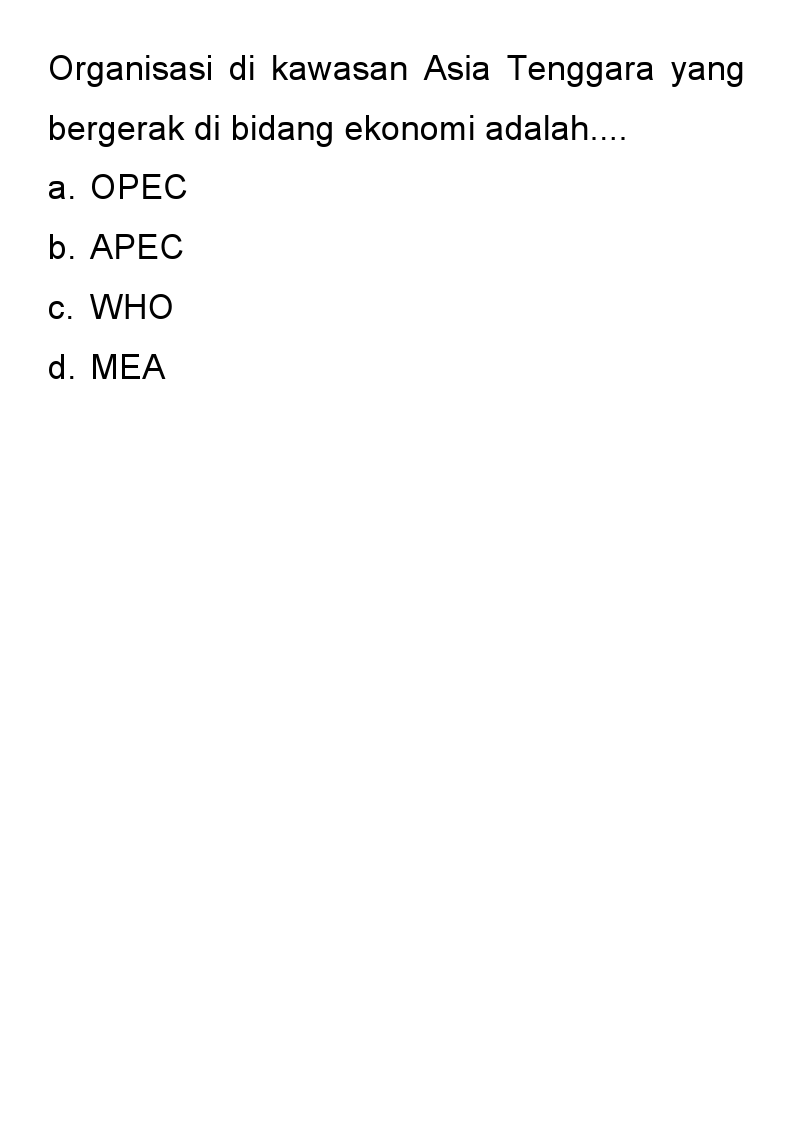 Organisasi di kawasan Asia Tenggara yang
bergerak di bidang ekonomi adalah....
a. OPEC
b. APEC
c. WHO
d. MEA